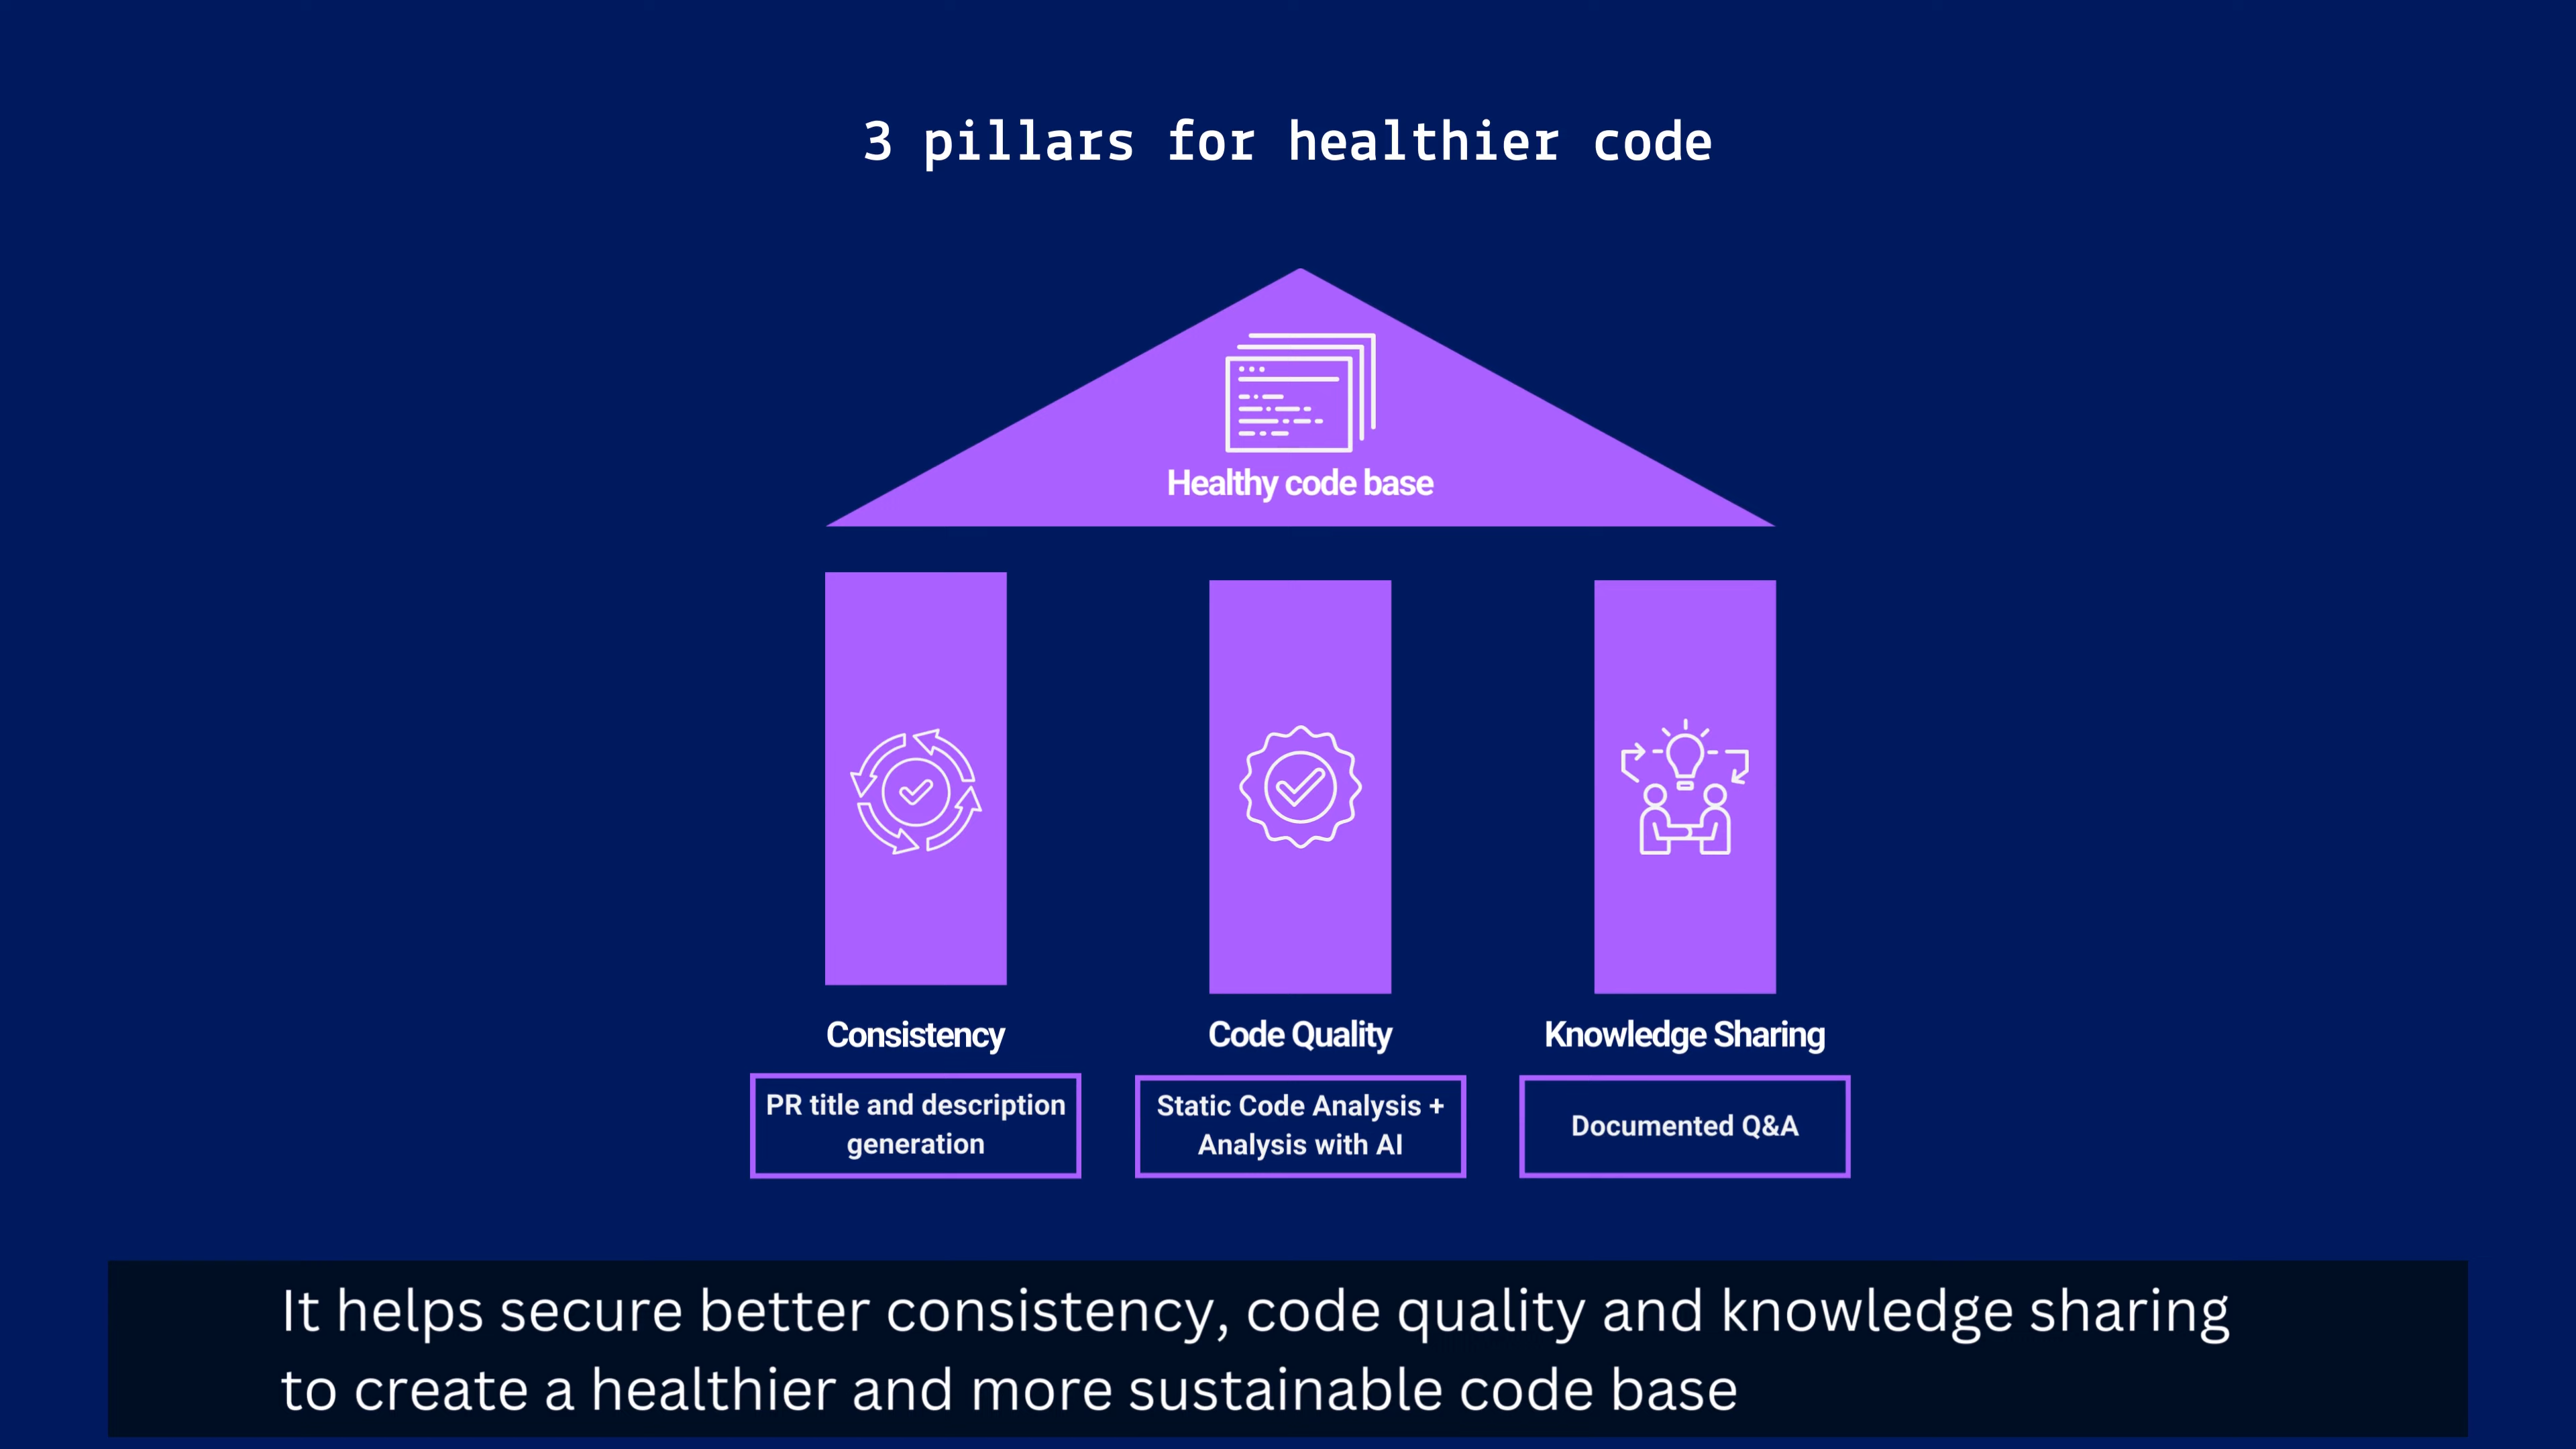 3 pillars for healthier code
Healthy code base
Consistency
PR title and description
generation
Code Quality
Static Code Analysis +
Analysis with AI
Knowledge Sharing
Documented Q&A
It helps secure better consistency, code quality and knowledge sharing
to create a healthier and more sustainable code base